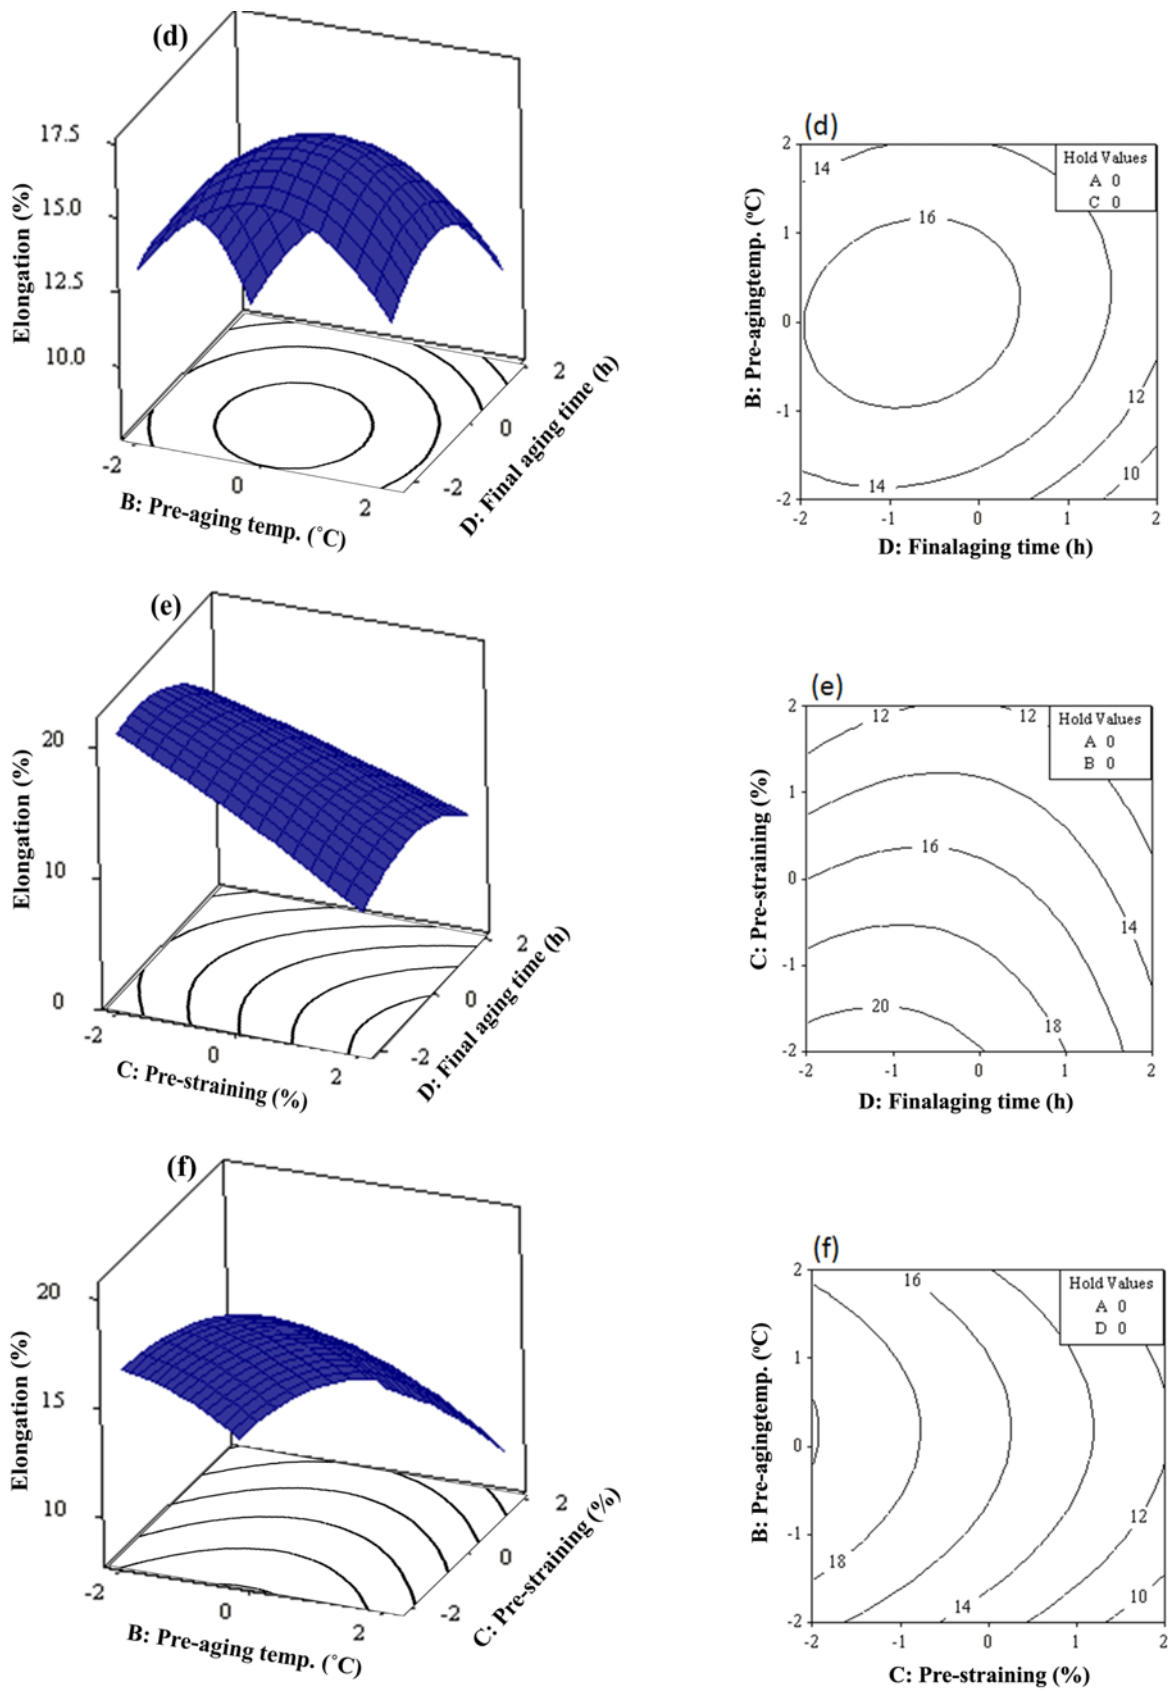 (d)
17.5
15.0
12.5
10.0
Elongation (%)
-2
0
2
B: Pre-aging temp. (˚C)
-2
0
2
D: Final aging time (h)
(d)
2
1
0
-1
-2
B: Pre-agingtemp. (ºC)
14
16
14
12
10
Hold Values
A 0
C 0
-2 -1 0 1 2
D: Finalaging time (h)
(e)
20
10
0
Elongation (%)
-2
0
2
C: Pre-straining (%)
-2
0
2
D: Final aging time (h)
(e)
2
1
0
-1
-2
C: Pre-straining (%)
12
12
16
14
20
18
Hold Values
A 0
B 0
-2 -1 0 1 2
D: Finalaging time (h)
(f)
20
15
10
Elongation (%)
-2
0
2
B: Pre-aging temp. (˚C)
-2
0
2
C: Pre-straining (%)
(f)
2
1
0
-1
-2
B: Pre-agingtemp. (ºC)
16
18
14
12
10
Hold Values
A 0
D 0
-2 -1 0 1 2
C: Pre-straining (%)